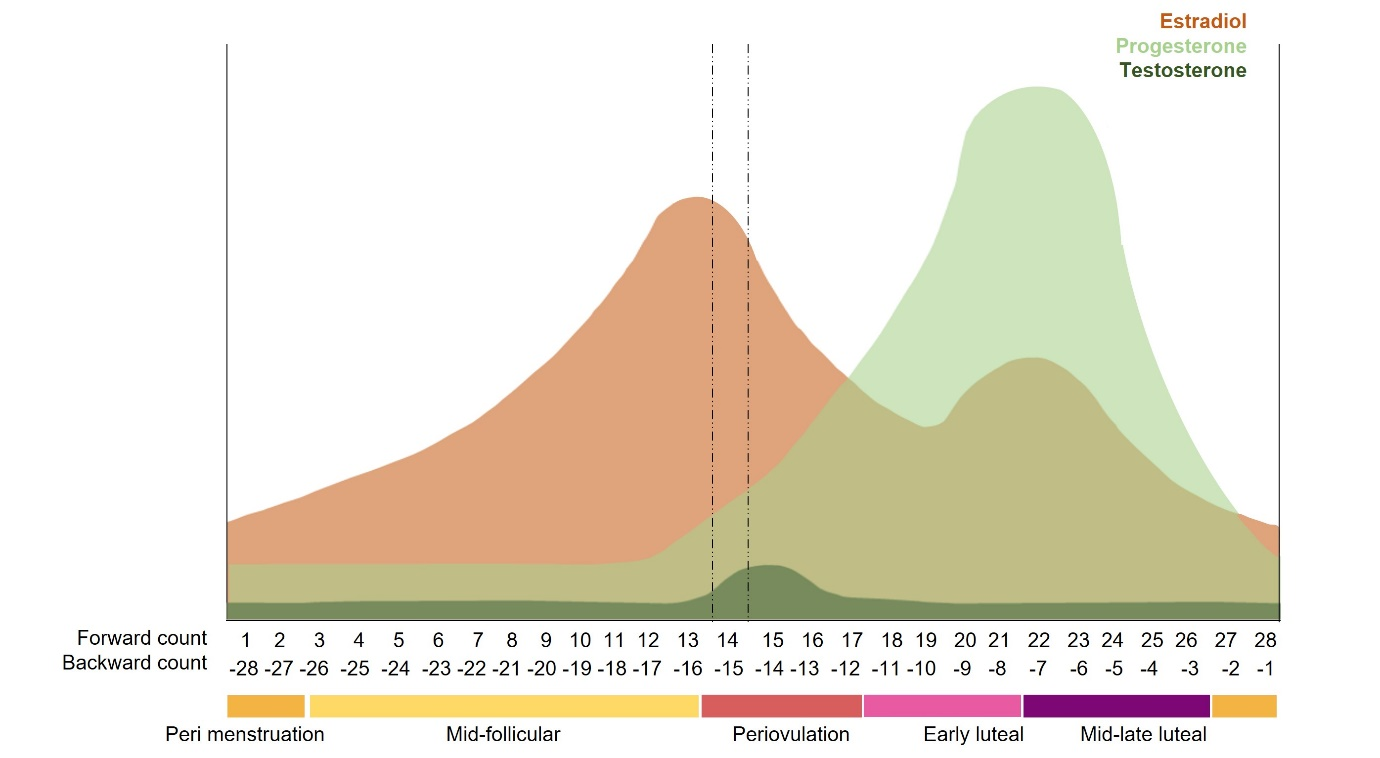 Estradiol
Progesterone
Testosterone
Forward count 1 2 3 4 5 6 7 8 9 10 11 12 13 14 15 16 17 18 19 20 21 22 23 24 25 26 27 28
Backward count -28 -27 -26 -25 -24 -23 -22 -21 -20 -19 -18 -17 -16 -15 -14 -13 -12 -11 -10 -9 -8 -7 -6 -5 -4 -3 -2 -1
Peri menstruation Mid-follicular Periovulation Early luteal Mid-late luteal